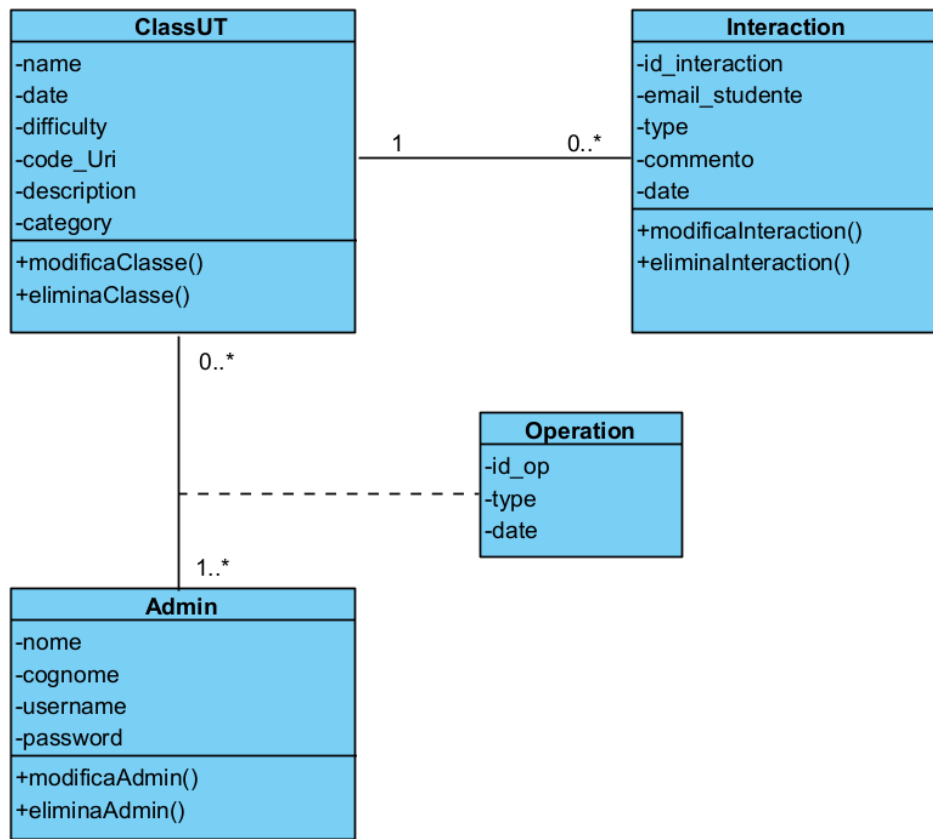 ClassUT
-name
-date
-difficulty
-code_Uri
-description
-category
+modificaClasse()
+eliminaClasse()
1
0..*
Interaction
-id_interaction
-email_studente
-type
-commento
-date
+modificaInteraction()
+eliminaInteraction()
0..*
Operation
-id_op
-type
-date
1..*
Admin
-nome
-cognome
-username
-password
+modificaAdmin()
+eliminaAdmin()